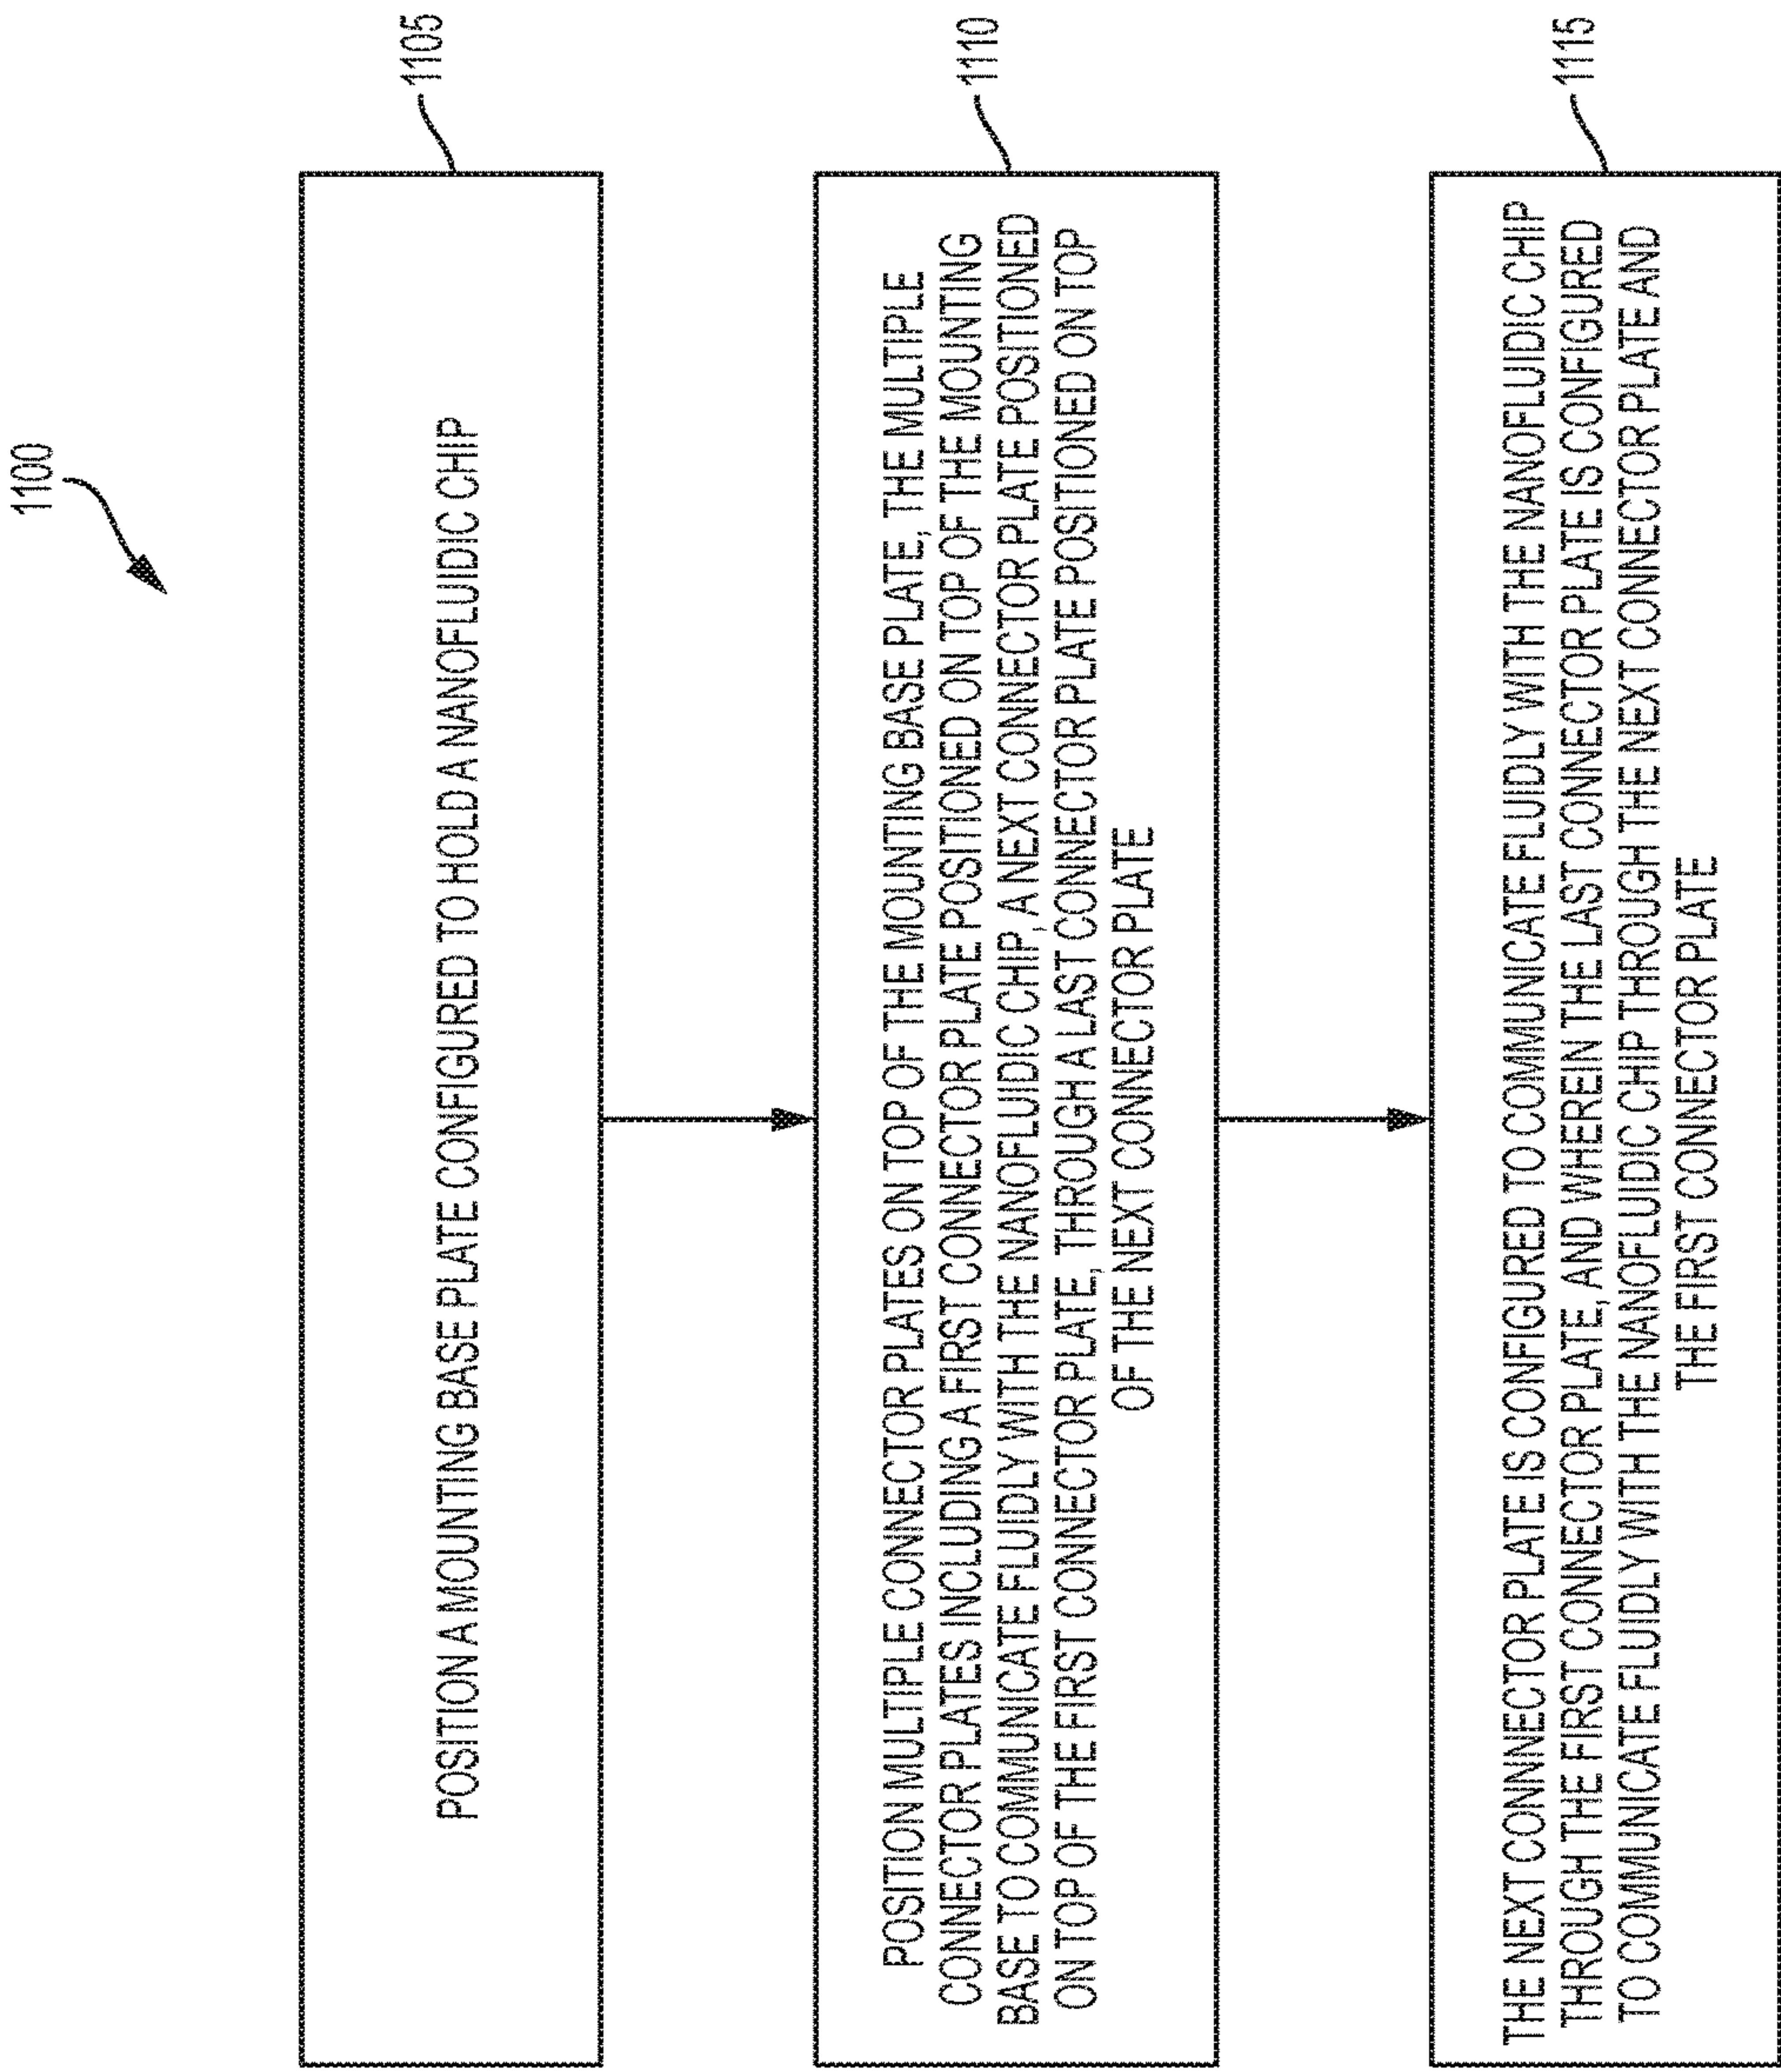 1100
POSITION A MOUNTING BASE PLATE CONFIGURED TO HOLD A NANOFLUIDIC CHIP
1105
POSITION MULTIPLE CONNECTOR PLATES ON TOP OF THE MOUNTING BASE PLATE, THE MULTIPLE
CONNECTOR PLATES INCLUDING A FIRST CONNECTOR PLATE POSITIONED ON TOP OF THE MOUNTING
BASE TO COMMUNICATE FLUIDLY WITH THE NANOFLUIDIC CHIP, A NEXT CONNECTOR PLATE POSITIONED
ON TOP OF THE FIRST CONNECTOR PLATE, THROUGH A LAST CONNECTOR PLATE POSITIONED ON TOP
OF THE NEXT CONNECTOR PLATE
1110
THE NEXT CONNECTOR PLATE IS CONFIGURED TO COMMUNICATE FLUIDLY WITH THE NANOFLUIDIC CHIP
THROUGH THE FIRST CONNECTOR PLATE, AND WHEREIN THE LAST CONNECTOR PLATE IS CONFIGURED
TO COMMUNICATE FLUIDLY WITH THE NANOFLUIDIC CHIP THROUGH THE NEXT CONNECTOR PLATE AND
THE FIRST CONNECTOR PLATE
1115